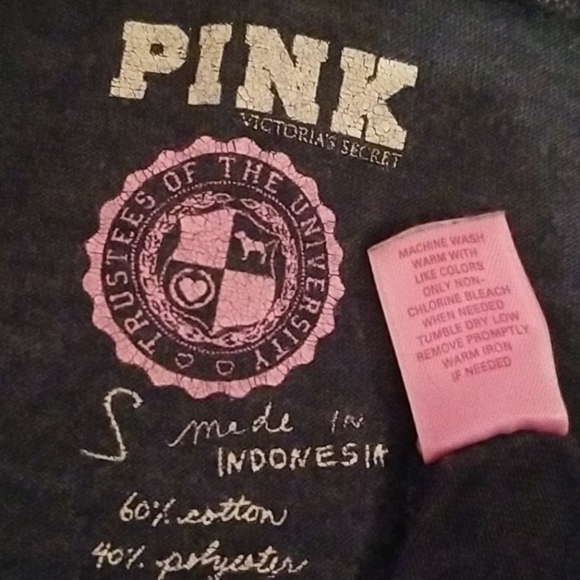 PINK
VICTORIA'S SECRET
TRUSTEES OF THE UNIVERSITY
S made IN
INDONESIA
60% cotton
40% polyester
MACHINE WASH
WARM WITH
LIKE COLORS
ONLY NON-
CHLORINE BLEACH
WHEN NEEDED
TUMBLE DRY LOW
REMOVE PROMPTLY
WARM IRON
IF NEEDED